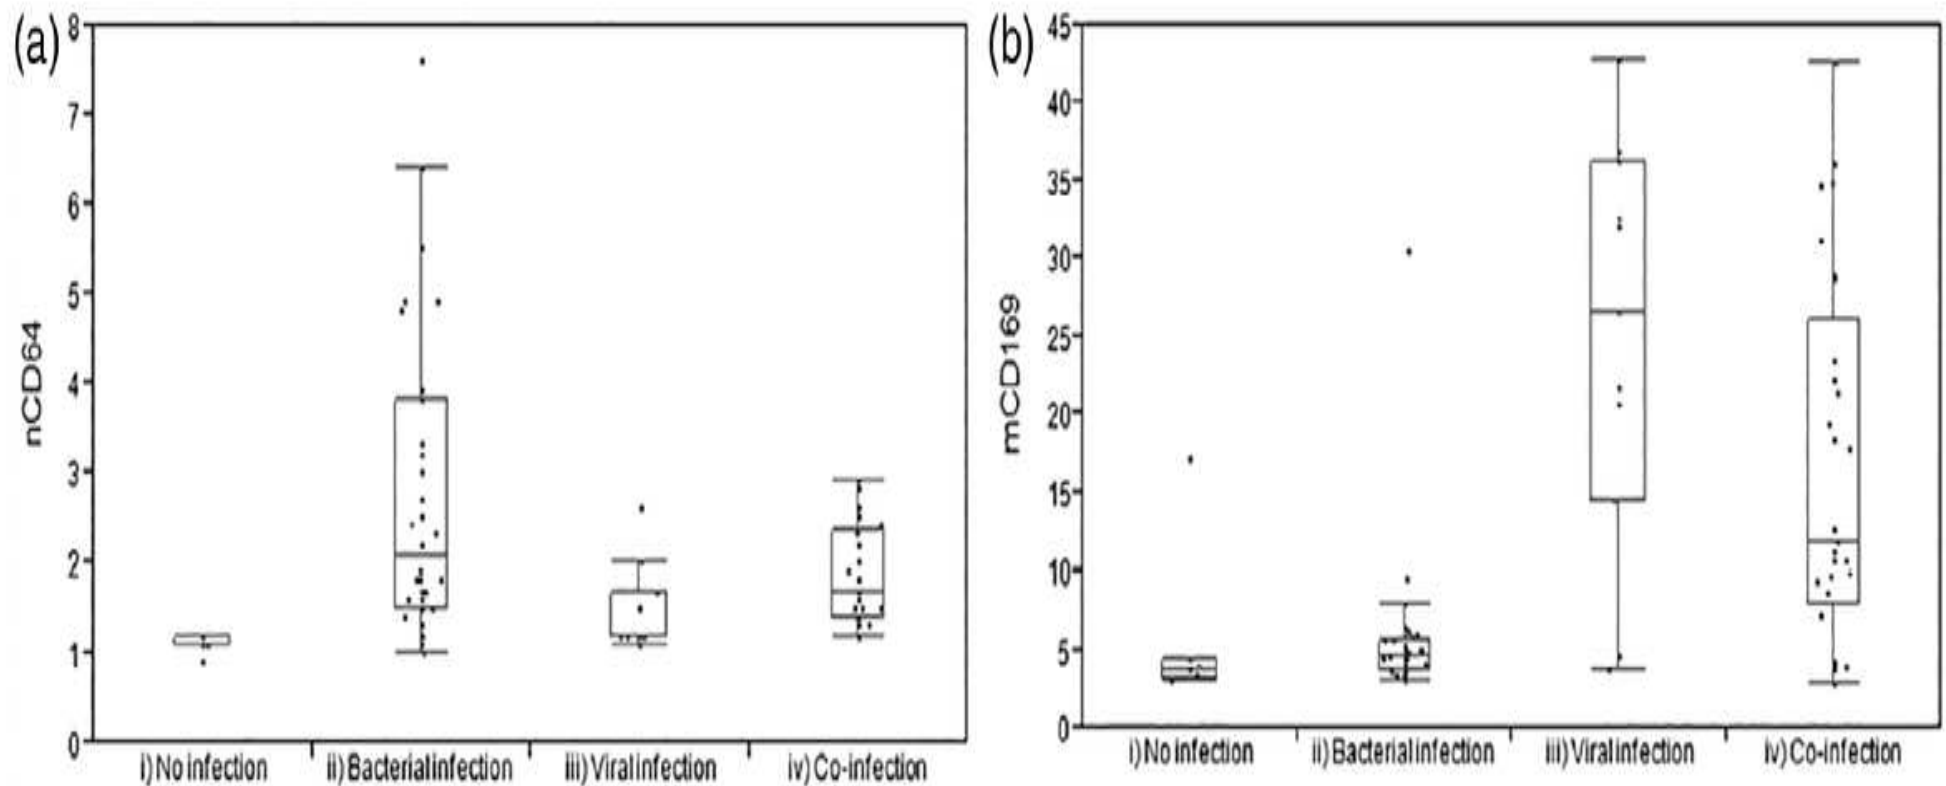 (a)
8
7
6
5
4
3
2
1
0
nCD64
i) No infection
ii) Bacterial infection
iii) Viral infection
iv) Co-infection
(b)
45
40
35
30
25
20
15
10
5
0
mCD169
i) No infection
ii) Bacterial infection
iii) Viral infection
iv) Co-infection